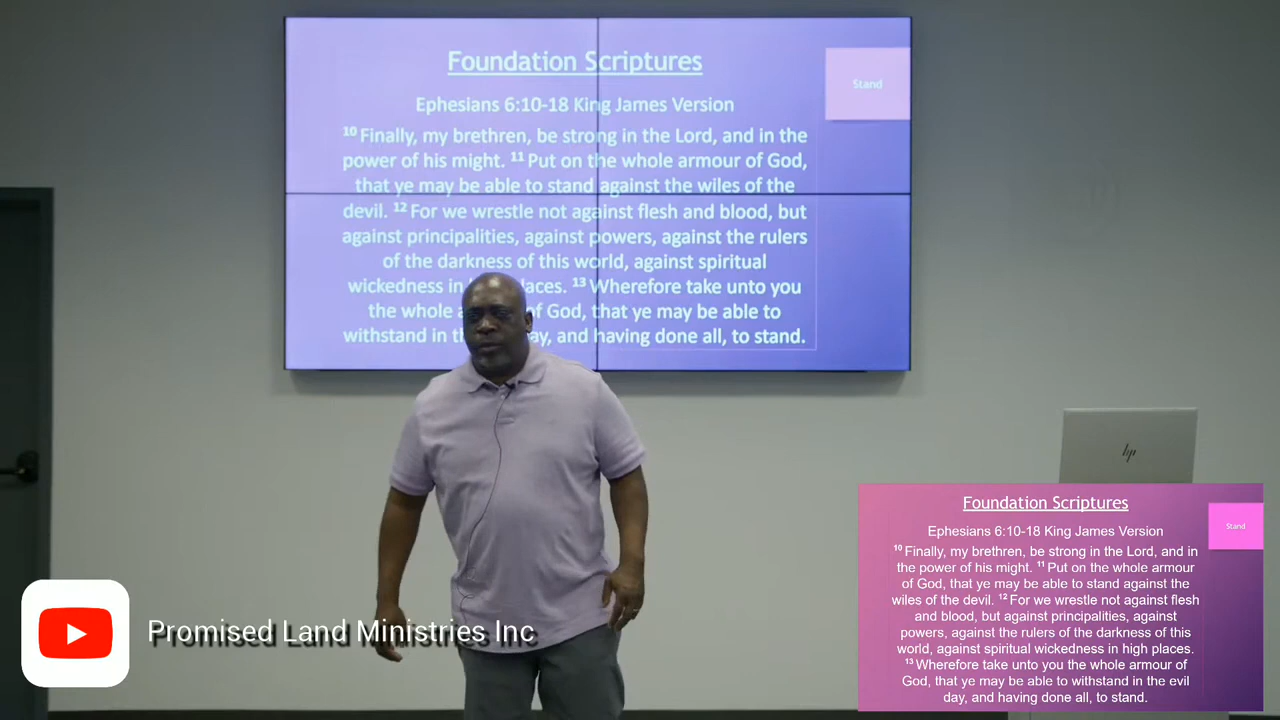 Foundation Scriptures
Stand
Ephesians 6:10-18 King James Version
10 Finally, my brethren, be strong in the Lord, and in the
power of his might. 11 Put on the whole armour of God,
that ye may be able to stand against the wiles of the
devil. 12 For we wrestle not against flesh and blood, but
against principalities, against powers, against the rulers
of the darkness of this world, against spiritual
wickedness in places. 13 Wherefore take unto you
the whole of God, that ye may be able to
withstand in and having done all, to stand.
hp
Foundation Scriptures
Stand
Ephesians 6:10-18 King James Version
10 Finally, my brethren, be strong in the Lord, and in
the power of his might. 11 Put on the whole armour
of God, that ye may be able to stand against the
wiles of the devil. 12 For we wrestle not against flesh
and blood, but against principalities, against
powers, against the rulers of the darkness of this
world, against spiritual wickedness in high places.
13 Wherefore take unto you the whole armour of
God, that ye may be able to withstand in the evil
day, and having done all, to stand.
Promised Land Ministries Inc